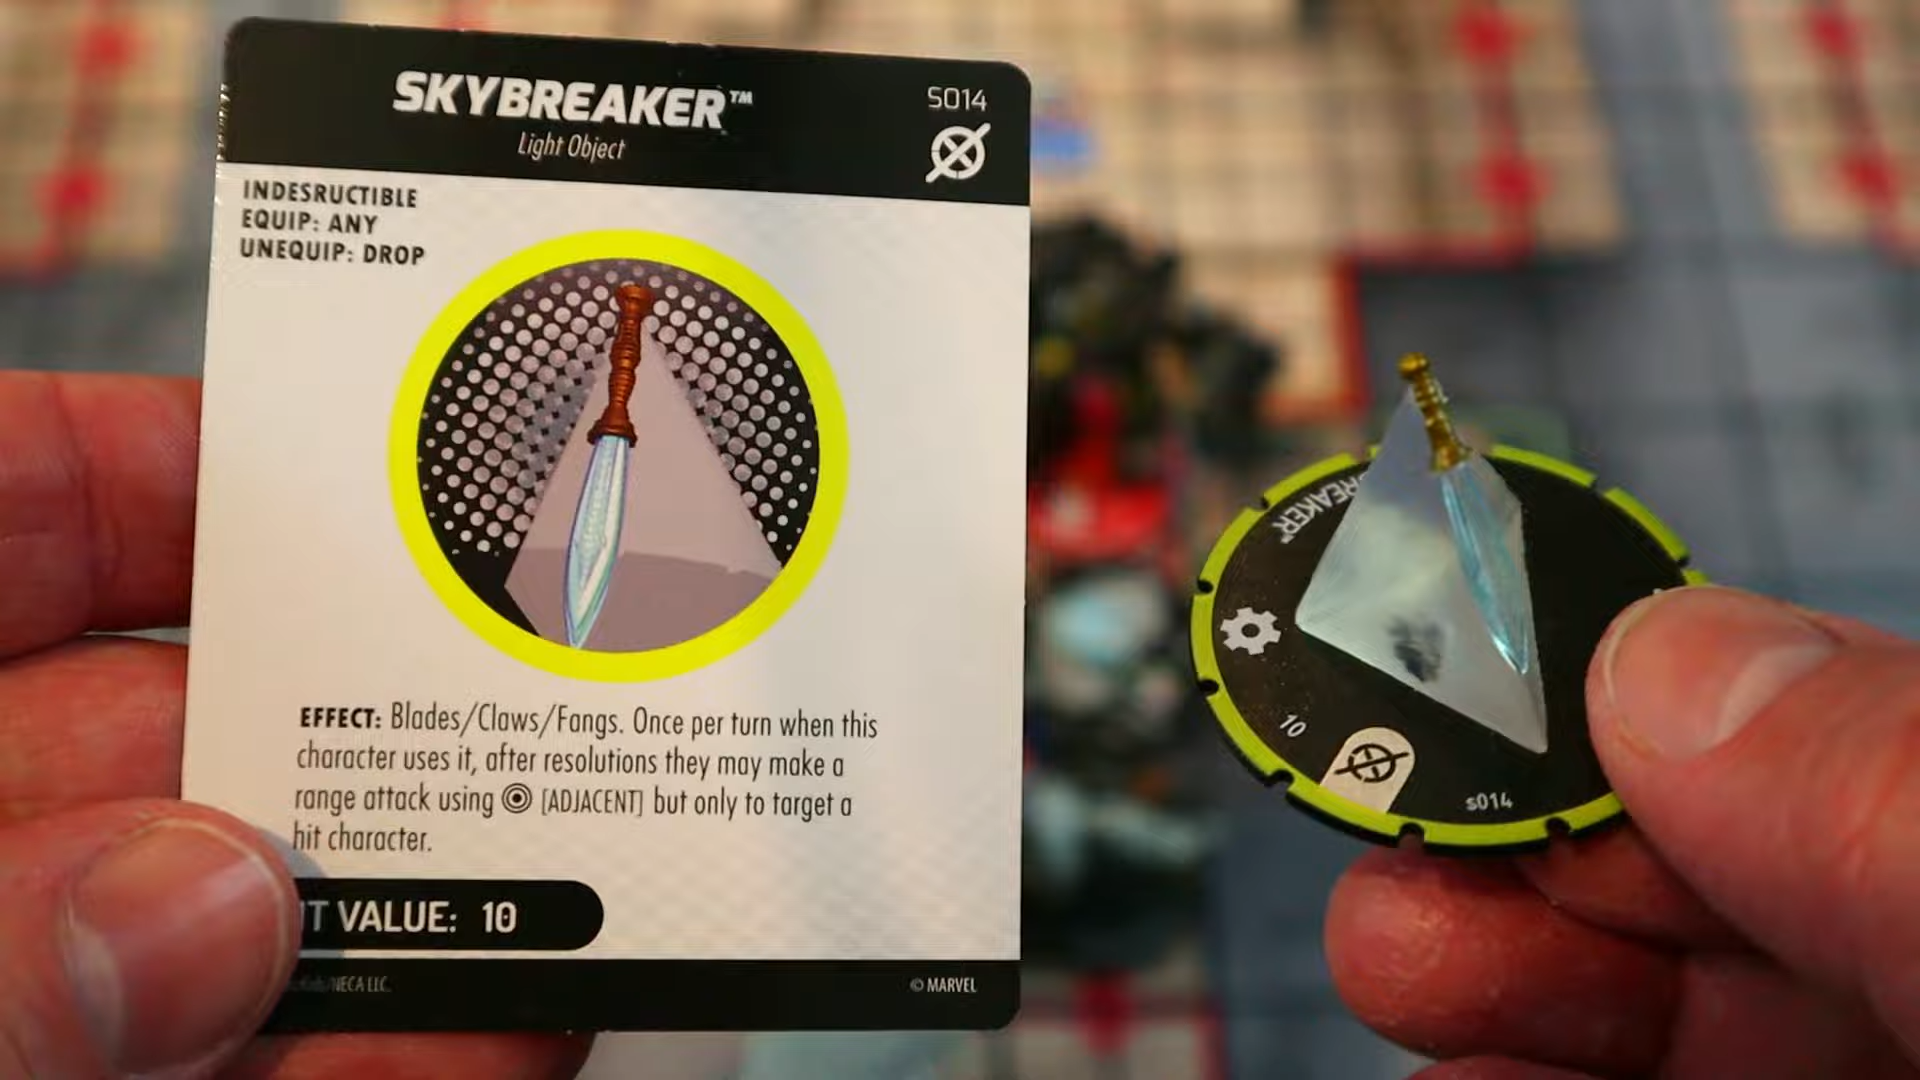 SKYBREAKER™
Light Object
S014
INDESRUCTIBLE
EQUIP: ANY
UNEQUIP: DROP
EFFECT: Blades/Claws/Fangs. Once per turn when this
character uses it, after resolutions they may make a
range attack using [ADJACENT] but only to target a
hit character.
VALUE: 10
/NECA LLC.
© MARVEL
REAKER™
10
s014